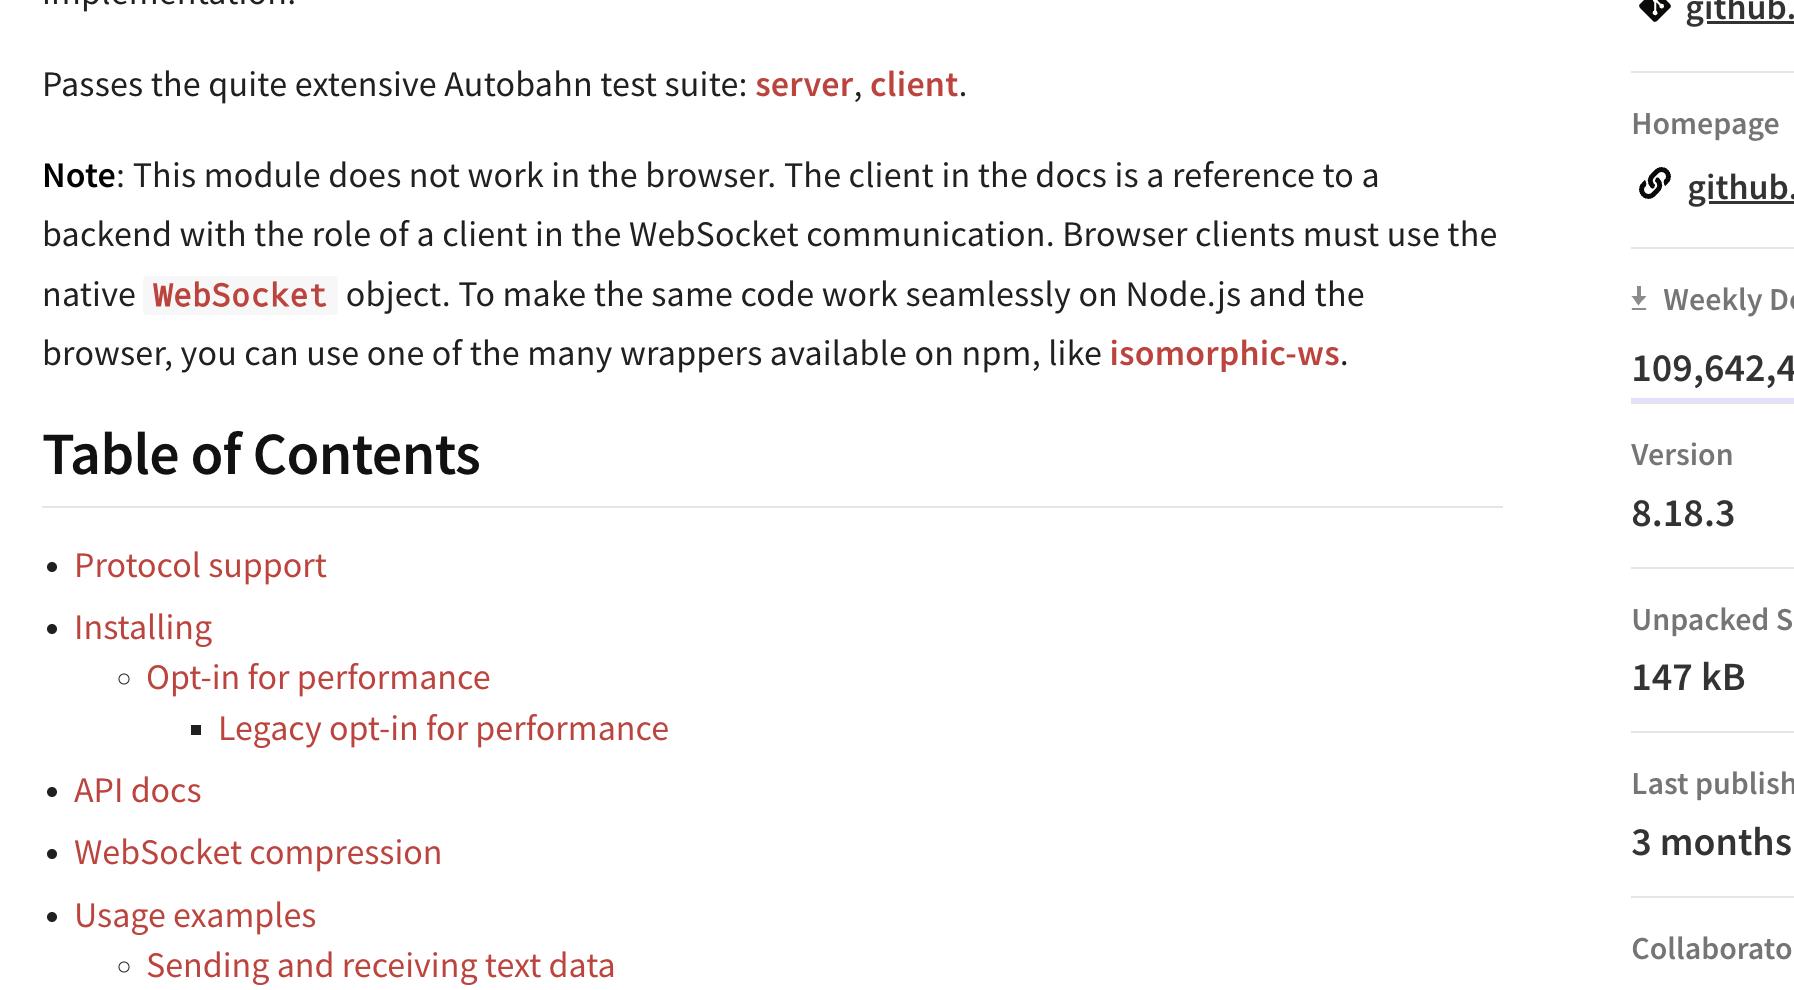 implementation.
Passes the quite extensive Autobahn test suite: server, client.
Note: This module does not work in the browser. The client in the docs is a reference to a
backend with the role of a client in the WebSocket communication. Browser clients must use the
native WebSocket object. To make the same code work seamlessly on Node.js and the
browser, you can use one of the many wrappers available on npm, like isomorphic-ws.
Table of Contents
• Protocol support
• Installing
◦ Opt-in for performance
▪ Legacy opt-in for performance
• API docs
• WebSocket compression
• Usage examples
◦ Sending and receiving text data
github.
Homepage
github.
Weekly D
109,642,4
Version
8.18.3
Unpacked S
147 kB
Last publish
3 months
Collaborato